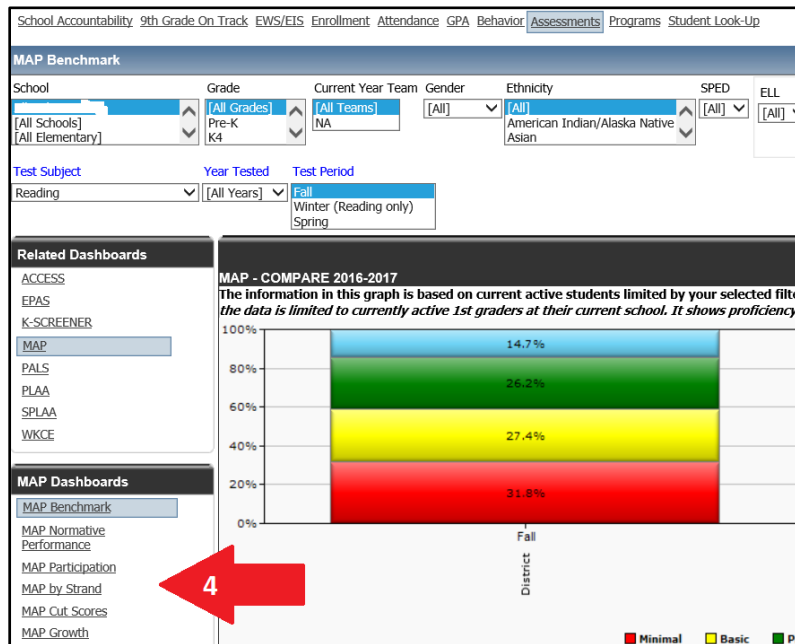 School Accountability 9th Grade On Track EWS/EIS Enrollment Attendance GPA Behavior Assessments Programs Student Look-Up
MAP Benchmark
School Grade Current Year Team Gender Ethnicity SPED ELL
[All Schools]
[All Elementary]
[All Grades]
Pre-K
K4
[All Teams]
NA
[All]
[All]
American Indian/Alaska Native
Asian
[All]
[All]
Test Subject Year Tested Test Period
Reading
[All Years]
Fall
Winter (Reading only)
Spring
Related Dashboards
ACCESS
EPAS
K-SCREENER
MAP
PALS
PLAA
SPLAA
WKCE
MAP Dashboards
MAP Benchmark
MAP Normative
Performance
MAP Participation
MAP by Strand
MAP Cut Scores
MAP Growth
4
MAP - COMPARE 2016-2017
The information in this graph is based on current active students limited by your selected filte
the data is limited to currently active 1st graders at their current school. It shows proficiency
100%
80%
60%
40%
20%
0%
14.7%
26.2%
27.4%
31.8%
Fall
District
Minimal Basic P